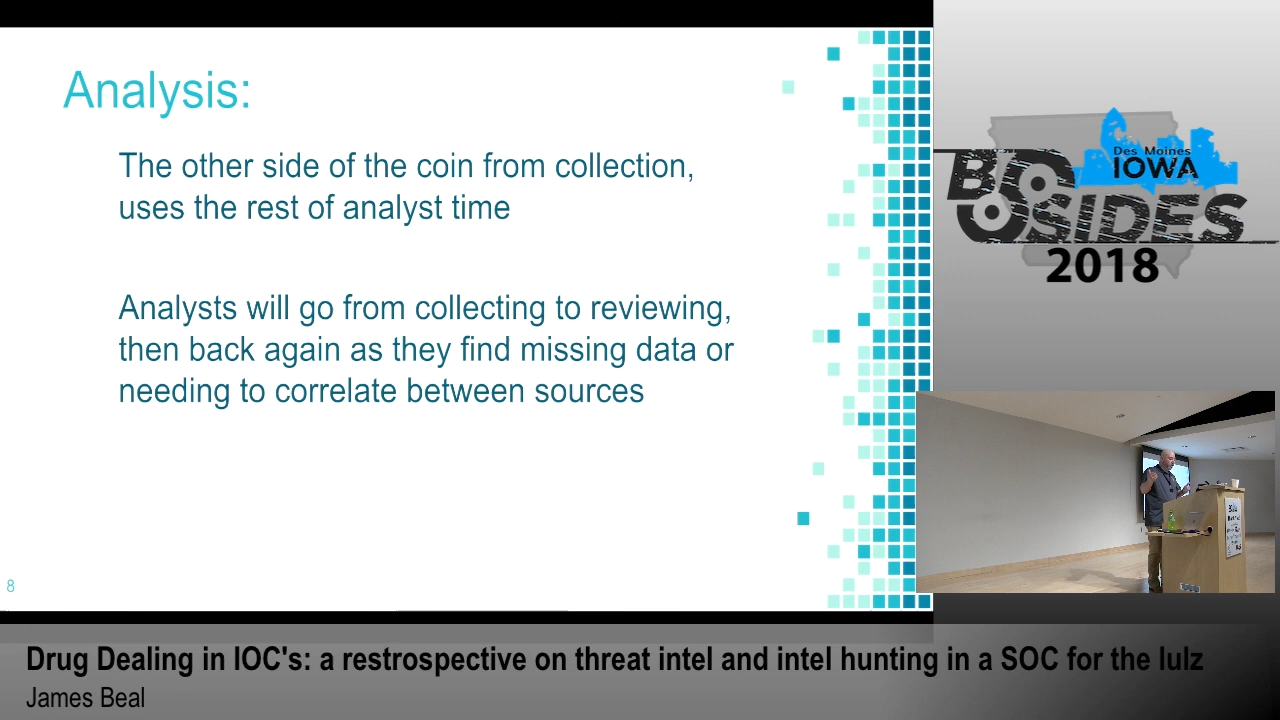 Analysis:
The other side of the coin from collection,
uses the rest of analyst time
Analysts will go from collecting to reviewing,
then back again as they find missing data or
needing to correlate between sources
8
Des Moines
IOWA
BSIDES
2018
Drug Dealing in IOC's: a restrospective on threat intel and intel hunting in a SOC for the lulz
James Beal